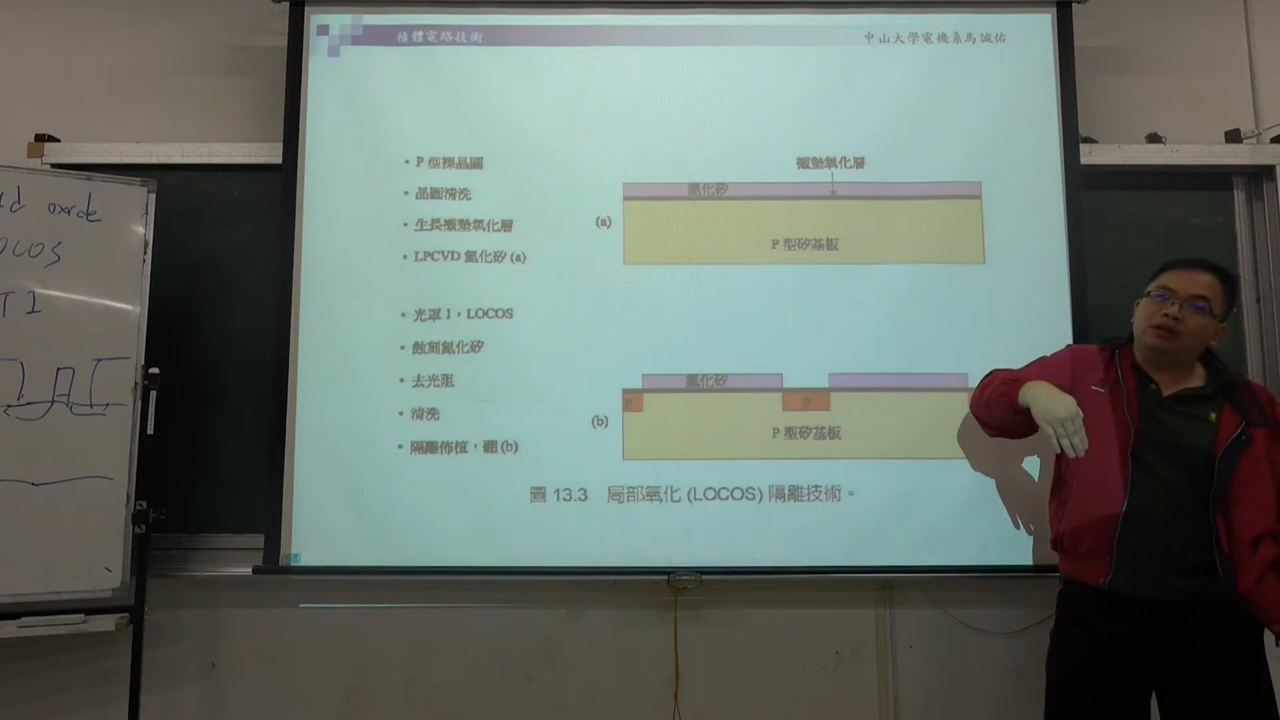 積體電路技術
中山大學電機系馬誠佑
• P 型裸晶圓
• 晶圓清洗
• 生長襯墊氧化層
• LPCVD 氮化矽 (a)
• 光罩 1，LOCOS
• 蝕刻氮化矽
• 去光阻
• 清洗
• 隔離佈植，硼 (b)
襯墊氧化層
氮化矽
(a)
P 型矽基板
氮化矽
P⁺
(b)
P 型矽基板
圖 13.3 局部氧化 (LOCOS) 隔離技術。
oxide
OCOS
TI